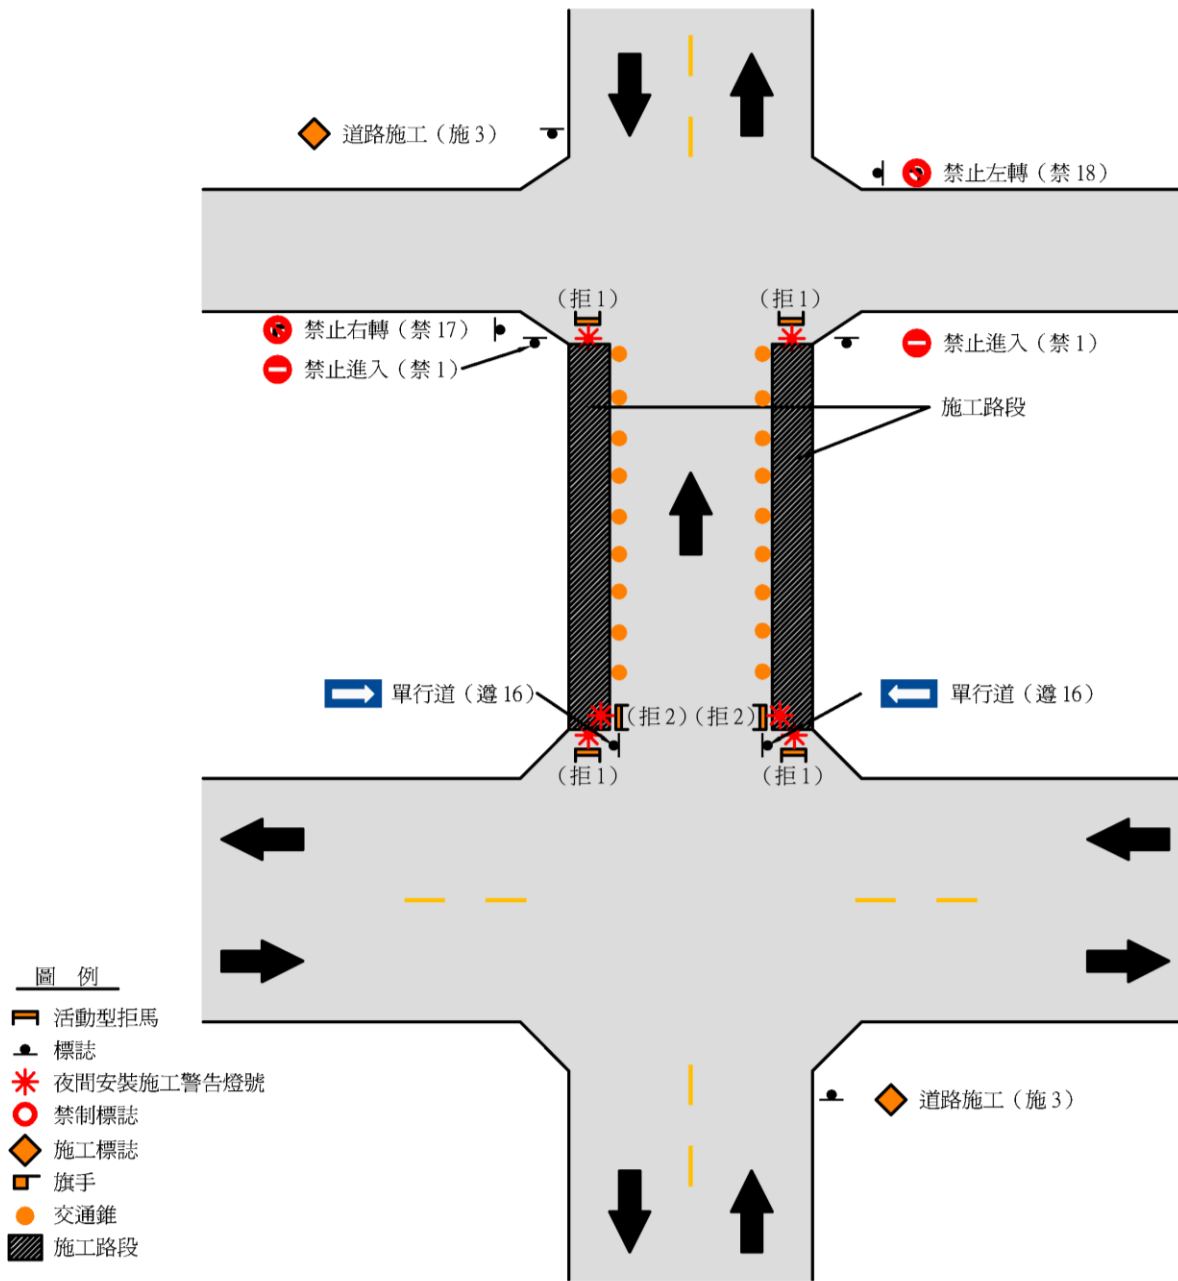 道路施工（施 3）
禁止左轉（禁 18）
（拒 1）
（拒 1）
禁止右轉（禁 17）
禁止進入（禁 1）
禁止進入（禁 1）
施工路段
單行道（遵 16）
單行道（遵 16）
（拒 2）
（拒 2）
（拒 1）
（拒 1）
道路施工（施 3）
圖 例
活動型拒馬
標誌
夜間安裝施工警告燈號
禁制標誌
施工標誌
旗手
交通錐
施工路段